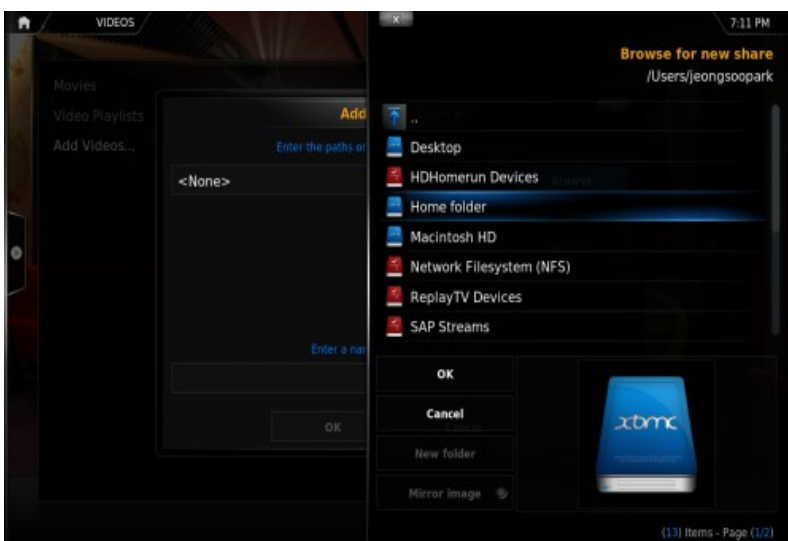 VIDEOS
7:11 PM
Browse for new share
/Users/jeongsoopark
Movies
Video Playlists
Add Videos...
Add
Enter the paths or
<None>
Browse
Enter a nar
OK
..
Desktop
HDHomerun Devices
Home folder
Macintosh HD
Network Filesystem (NFS)
ReplayTV Devices
SAP Streams
OK
Cancel
Cancel
New folder
Mirror image
xbmc
(13) Items - Page (1/2)